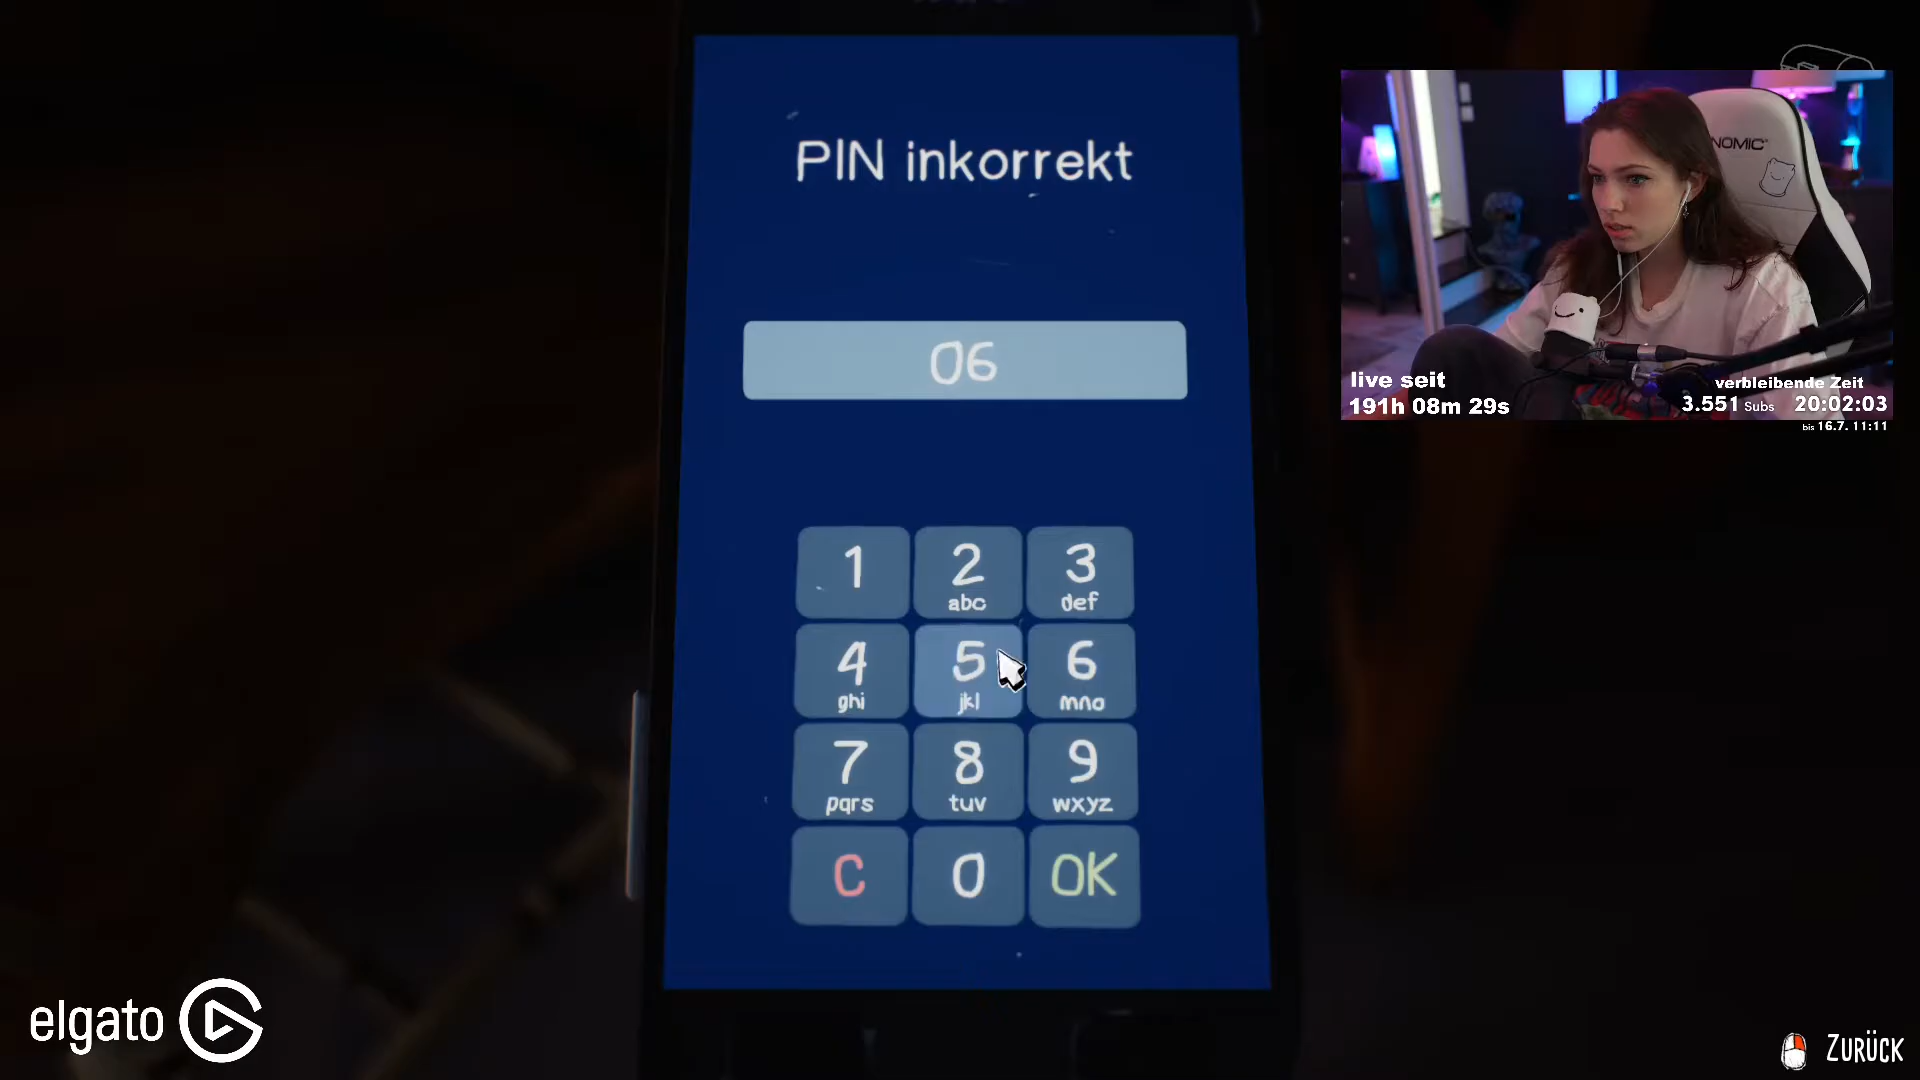 PIN inkorrekt
06
1
2
abc
3
def
4
ghi
5
jkl
6
mno
7
pqrs
8
tuv
9
wxyz
C
0
OK
NOMIC
live seit
191h 08m 29s
verbleibende Zeit
3.551 Subs 20:02:03
bis 16.7. 11:11
elgato
ZURÜCK